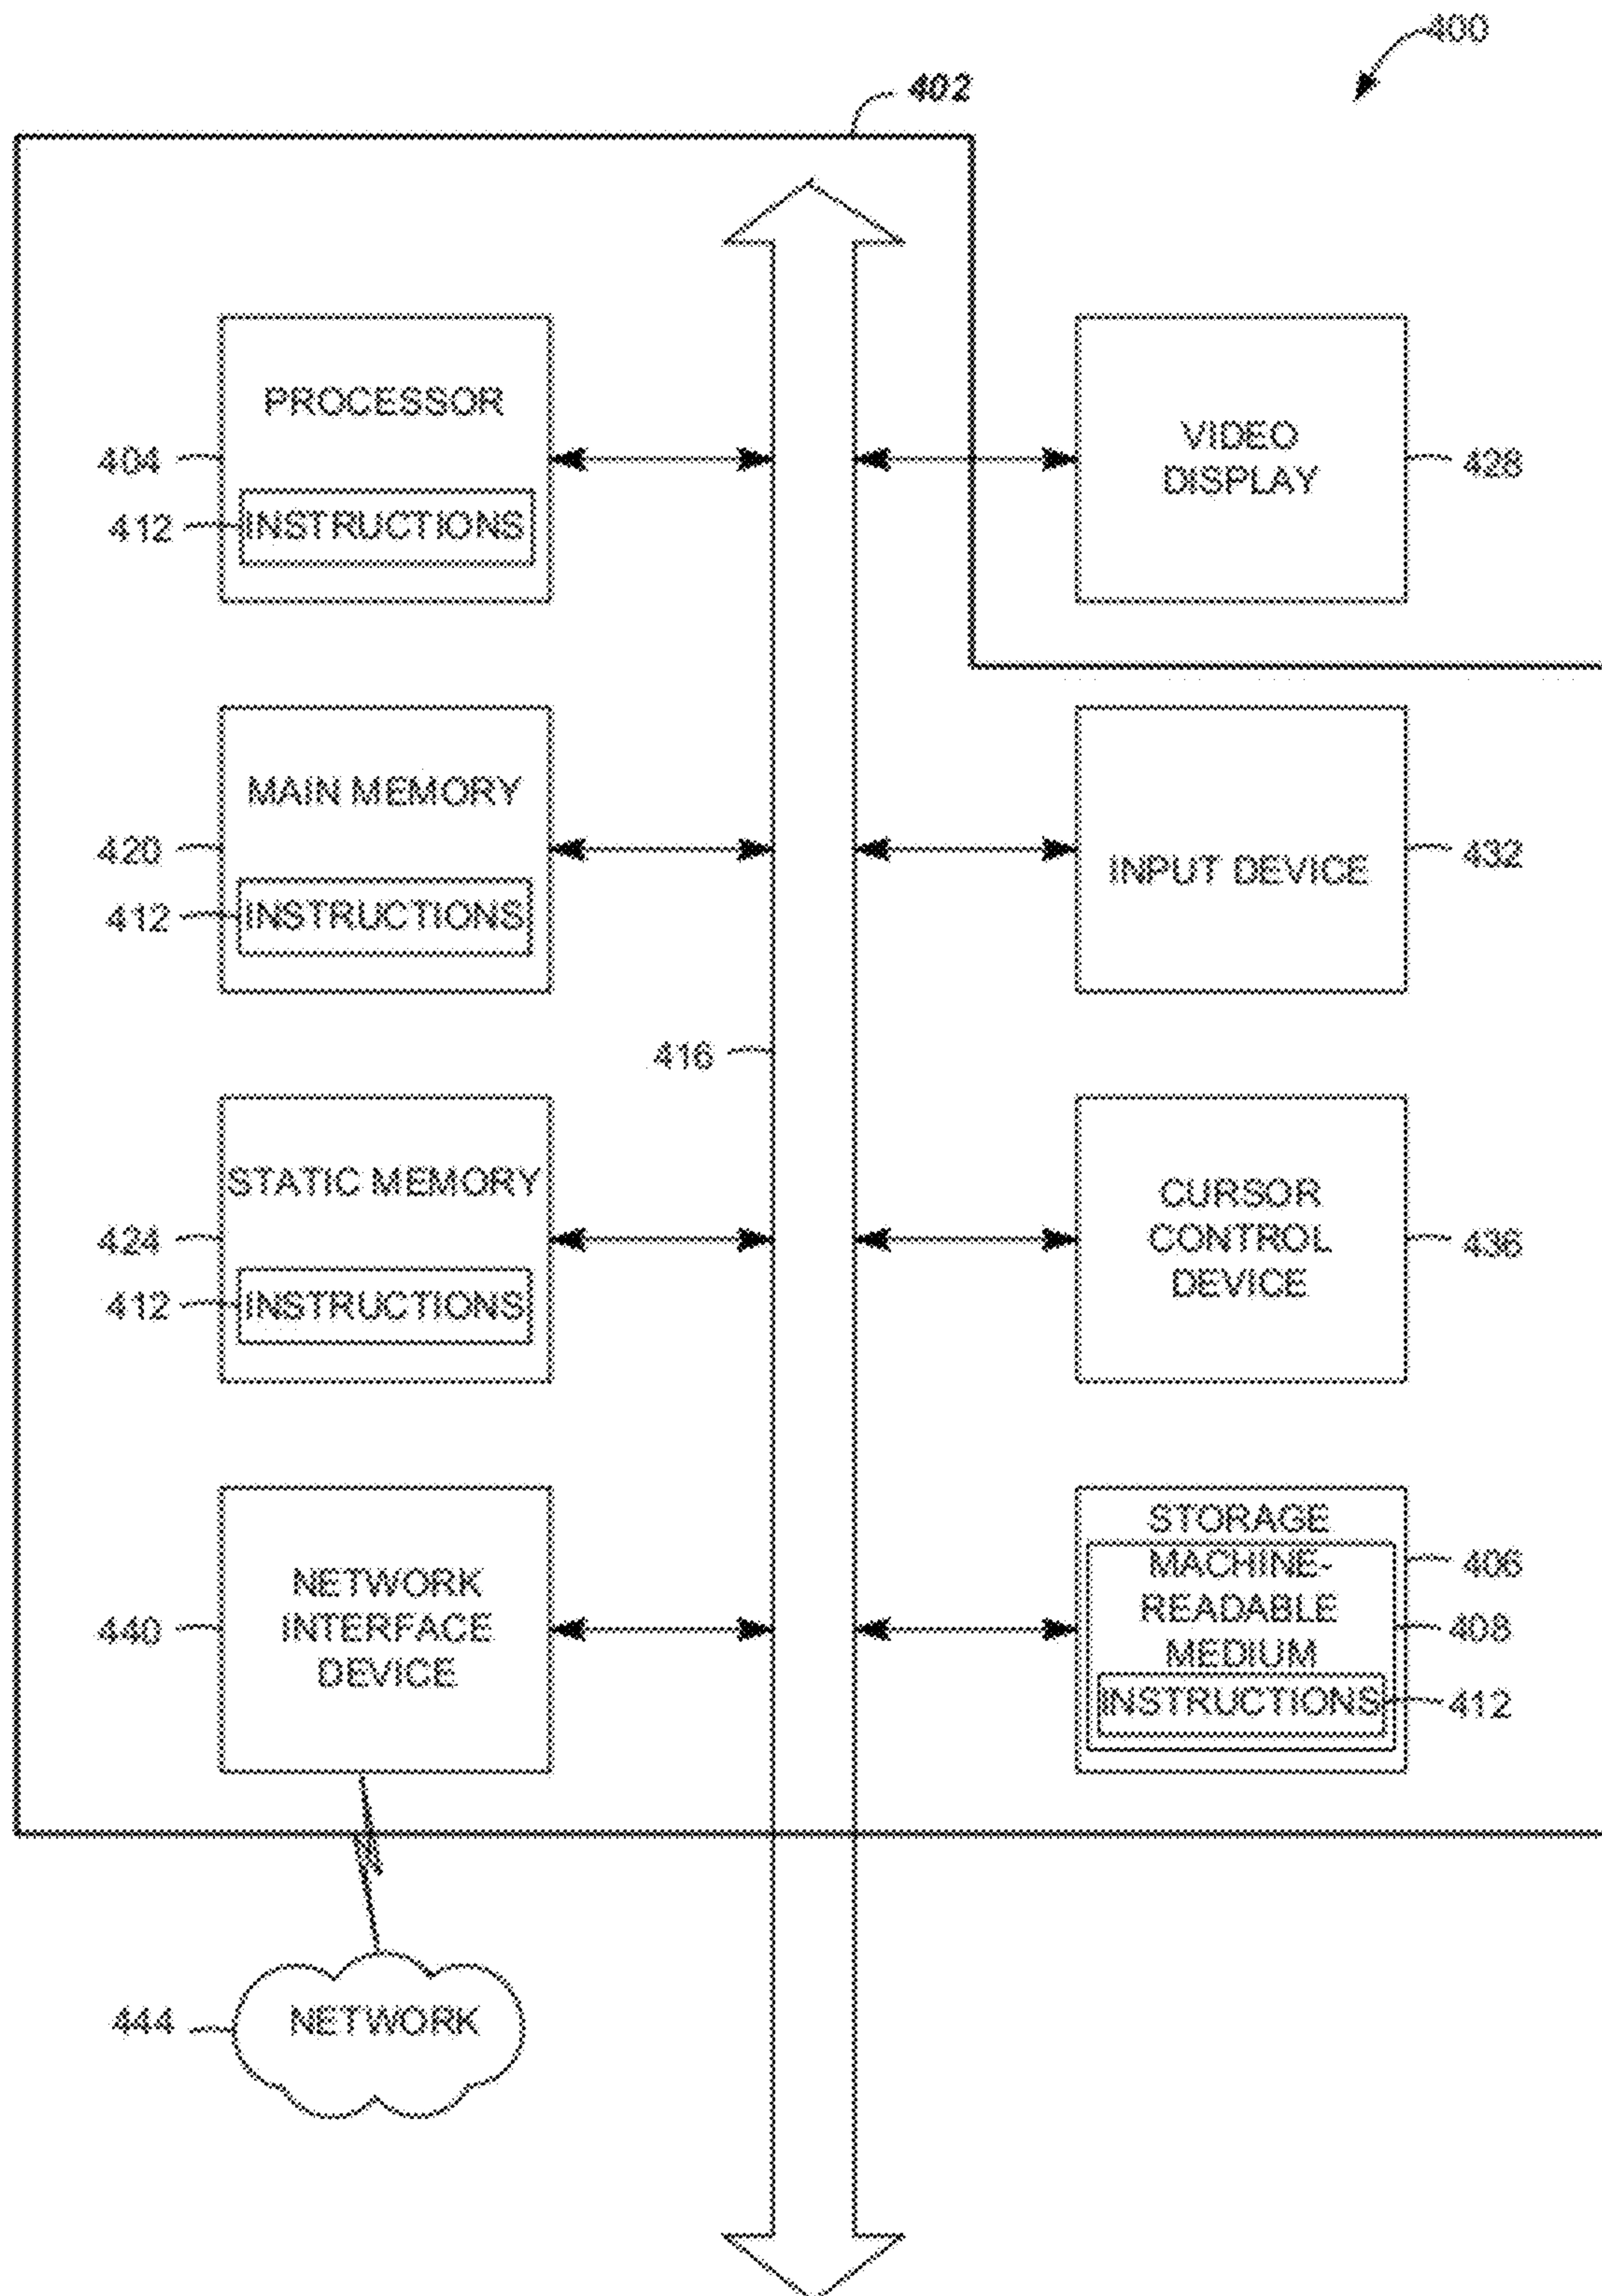 400
402
PROCESSOR
404
412
INSTRUCTIONS
VIDEO
DISPLAY
428
MAIN MEMORY
420
412
INSTRUCTIONS
INPUT DEVICE
432
416
STATIC MEMORY
424
412
INSTRUCTIONS
CURSOR
CONTROL
DEVICE
436
NETWORK
INTERFACE
DEVICE
440
STORAGE
MACHINE-
READABLE
MEDIUM
INSTRUCTIONS
406
408
412
444
NETWORK